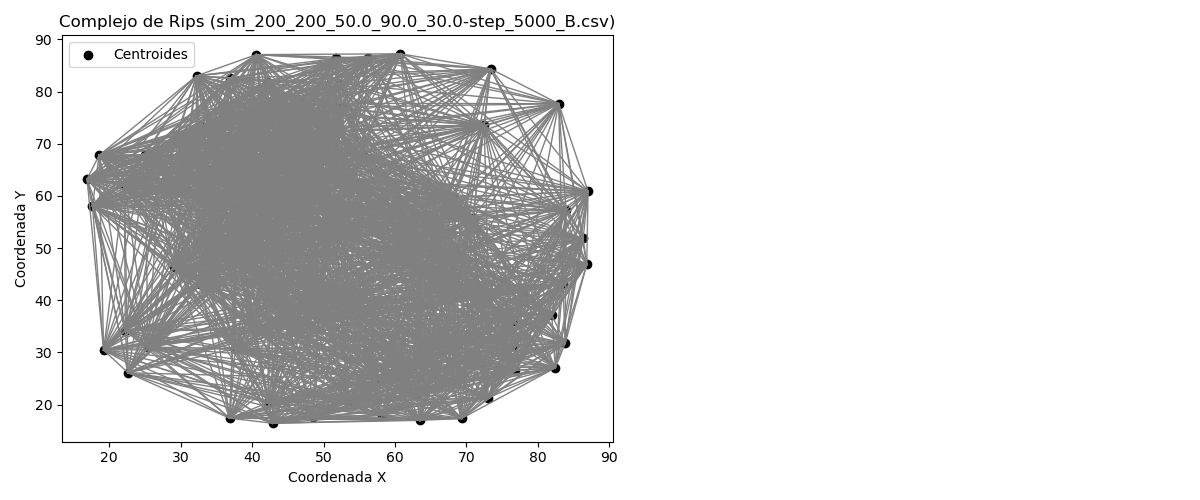 Complejo de Rips (sim_200_200_50.0_90.0_30.0-step_5000_B.csv)
Centroides
90
80
70
60
50
40
30
20
Coordenada Y
20 30 40 50 60 70 80 90
Coordenada X